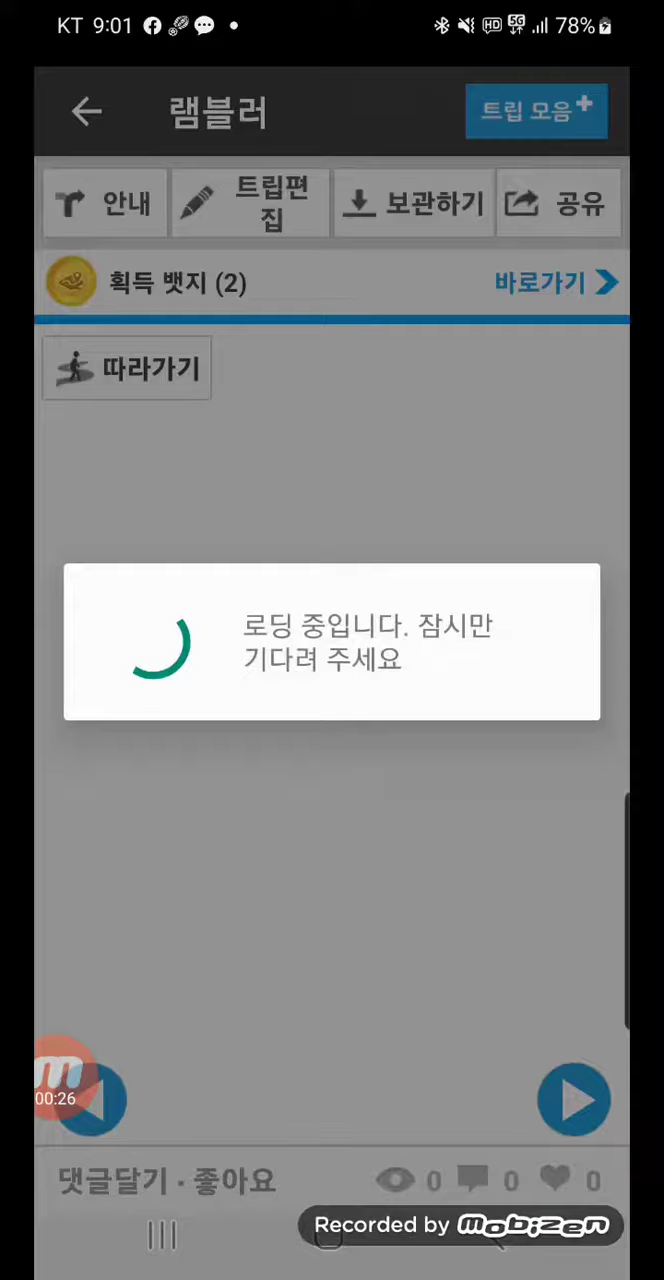 KT 9:01 HD 5G 78%
램블러 트립 모음+
안내 트립편집 보관하기 공유
획득 뱃지 (2) 바로가기
따라가기
로딩 중입니다. 잠시만
기다려 주세요
m
00:26
댓글달기 · 좋아요 0 0 0
Recorded by mobizen